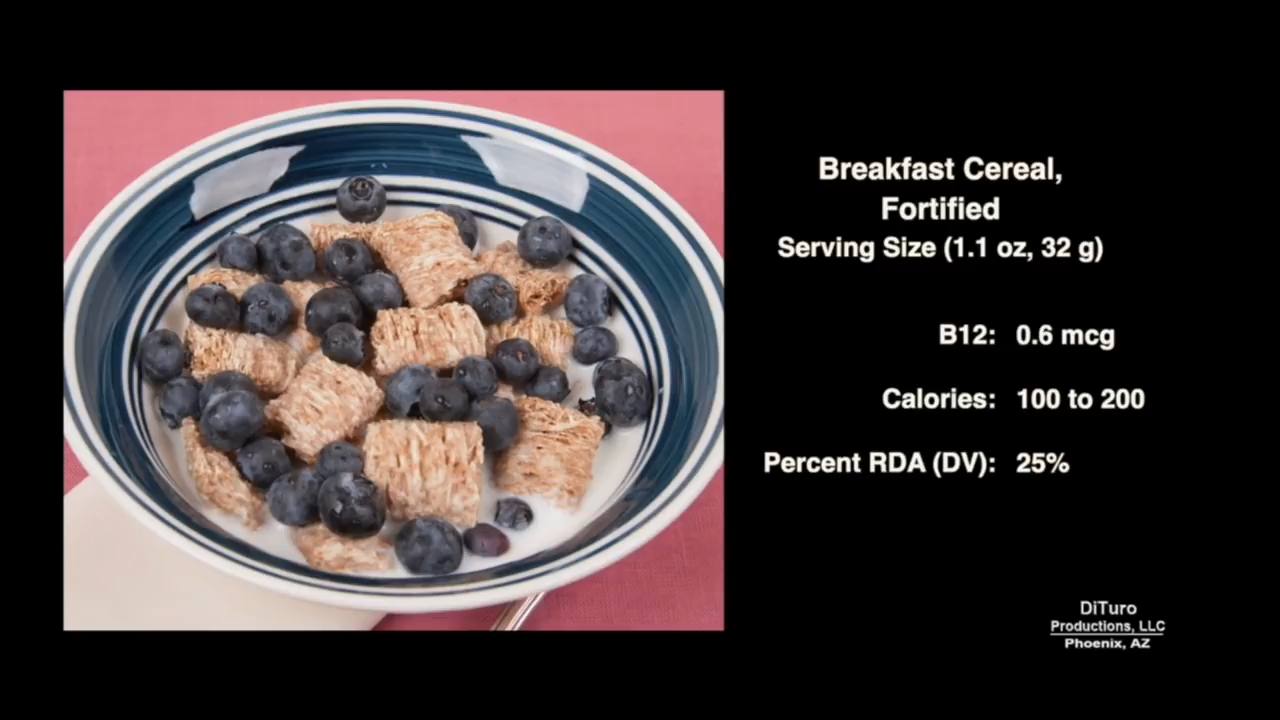 Breakfast Cereal,
Fortified
Serving Size (1.1 oz, 32 g)
B12: 0.6 mcg
Calories: 100 to 200
Percent RDA (DV): 25%
DiTuro
Productions, LLC
Phoenix, AZ